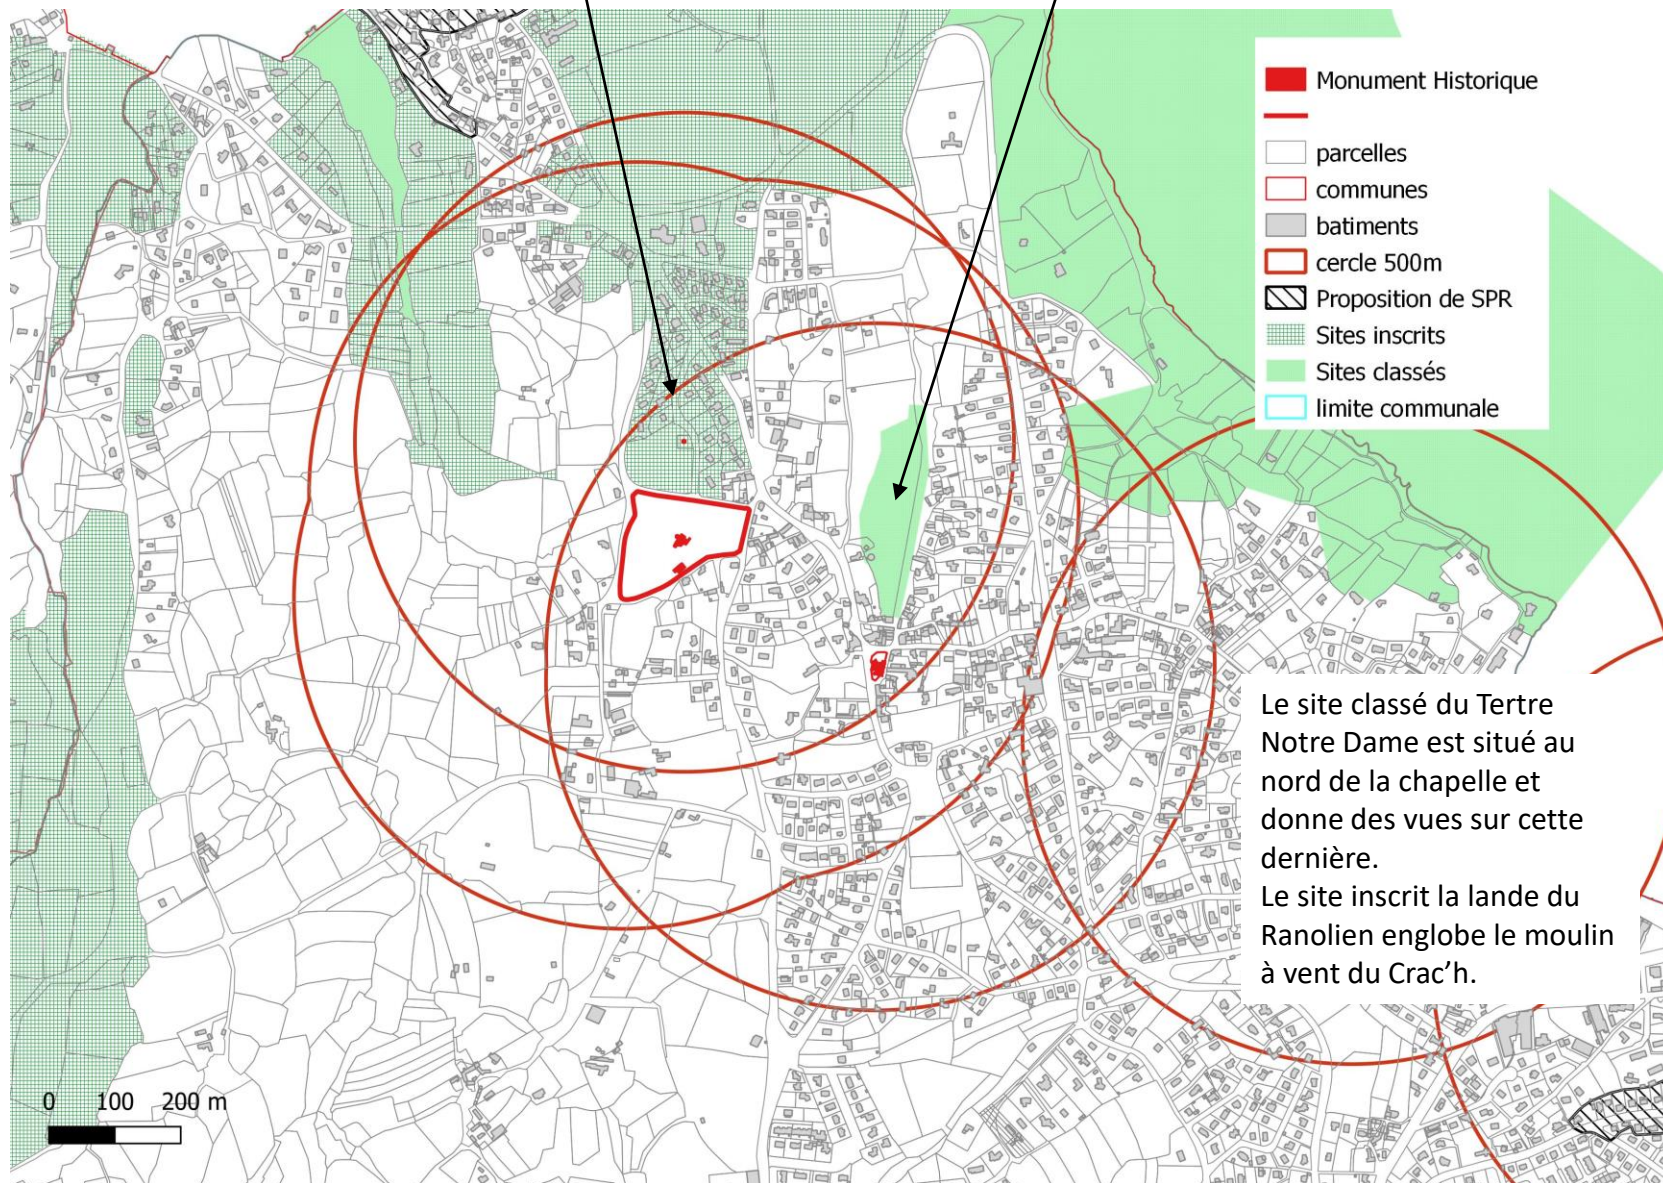 Monument Historique
parcelles
communes
batiments
cercle 500m
Proposition de SPR
Sites inscrits
Sites classés
limite communale
Le site classé du Tertre
Notre Dame est situé au
nord de la chapelle et
donne des vues sur cette
dernière.
Le site inscrit la lande du
Ranolien englobe le moulin
à vent du Crac’h.
0 100 200 m